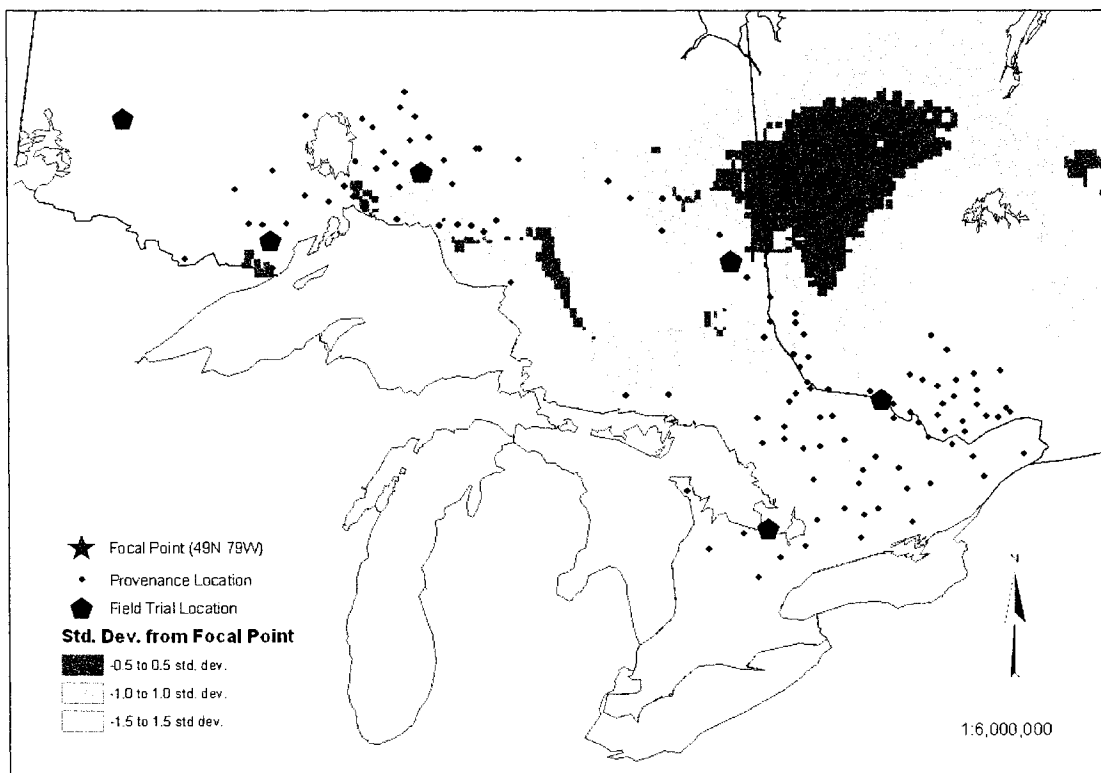 Focal Point (49N 79W)
Provenance Location
Field Trial Location
Std. Dev. from Focal Point
-0.5 to 0.5 std. dev.
-1.0 to 1.0 std. dev.
-1.5 to 1.5 std dev.
1:6,000,000